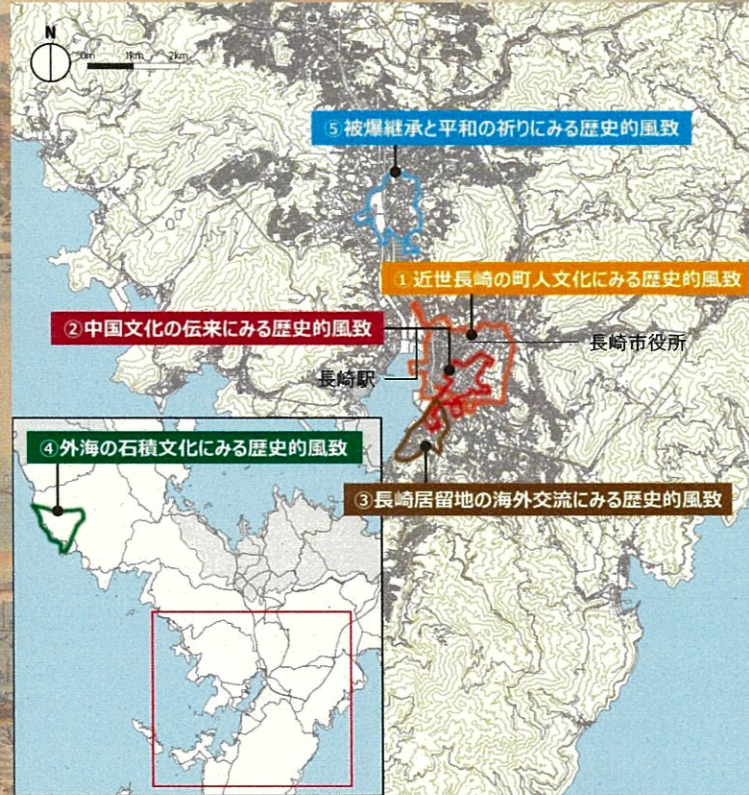 N
0m 1km 2km
⑤被爆継承と平和の祈りにみる歴史的風致
①近世長崎の町人文化にみる歴史的風致
②中国文化の伝来にみる歴史的風致
長崎市役所
長崎駅
④外海の石積文化にみる歴史的風致
③長崎居留地の海外交流にみる歴史的風致